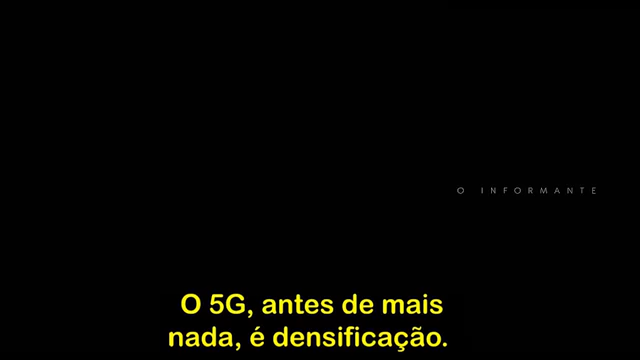 O INFORMANTE
O 5G, antes de mais
nada, é densificação.